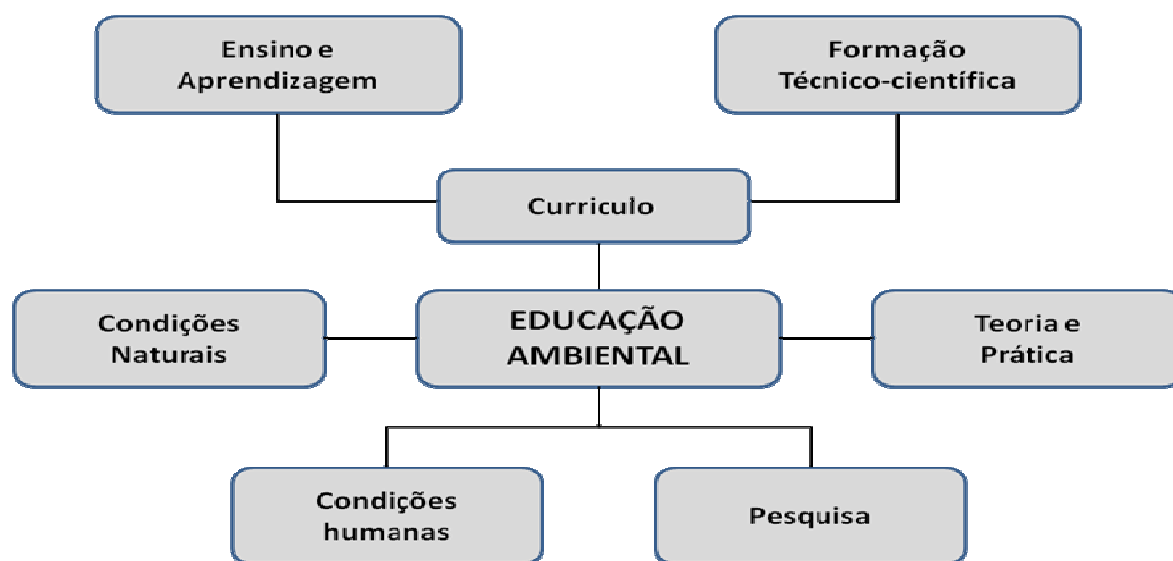 Ensino e
Aprendizagem
Formação
Técnico-científica
Curriculo
Condições
Naturais
EDUCAÇÃO
AMBIENTAL
Teoria e
Prática
Condições
humanas
Pesquisa